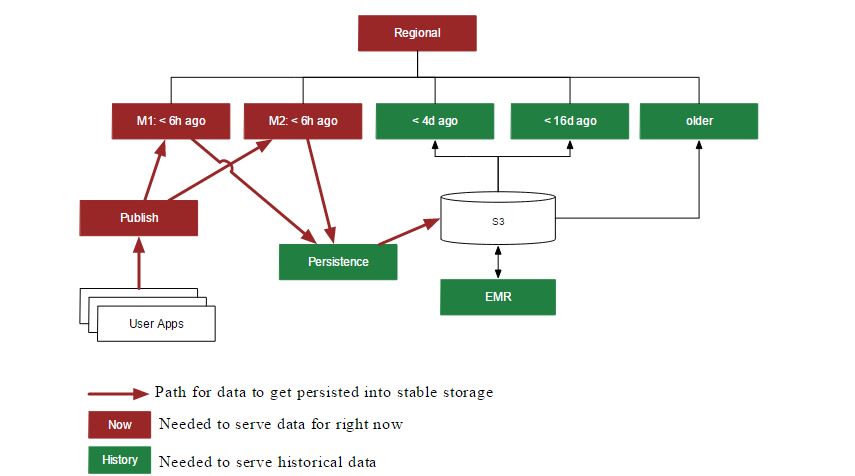 Regional
M1: < 6h ago
M2: < 6h ago
< 4d ago
< 16d ago
older
Publish
S3
Persistence
EMR
User Apps
Path for data to get persisted into stable storage
Now
Needed to serve data for right now
History
Needed to serve historical data